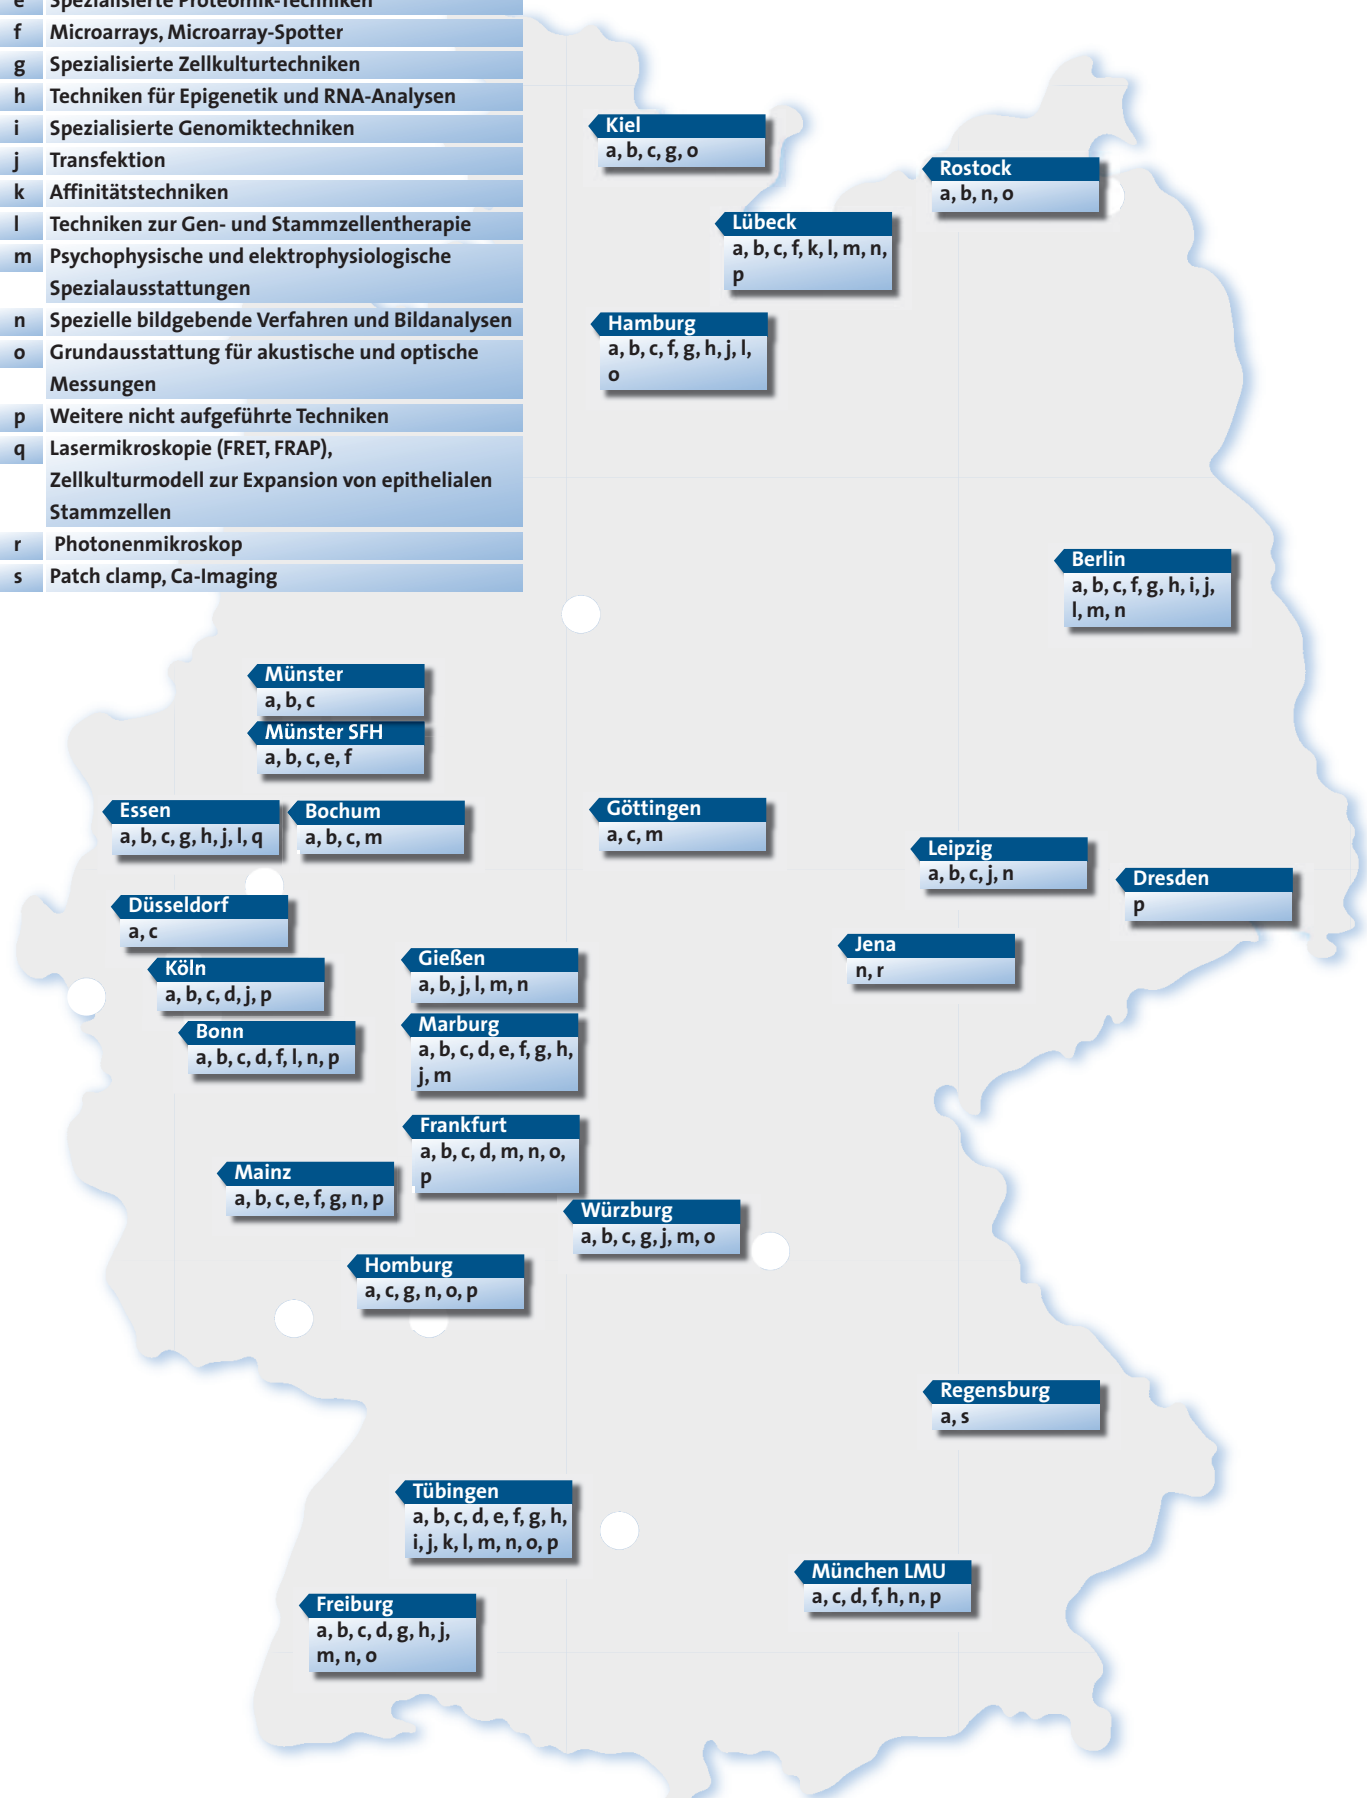 e Spezialisierte Proteomik-Techniken
f Microarrays, Microarray-Spotter
g Spezialisierte Zellkulturtechniken
h Techniken für Epigenetik und RNA-Analysen
i Spezialisierte Genomiktechniken
j Transfektion
k Affinitätstechniken
l Techniken zur Gen- und Stammzellentherapie
m Psychophysische und elektrophysiologische
Spezialausstattungen
n Spezielle bildgebende Verfahren und Bildanalysen
o Grundausstattung für akustische und optische
Messungen
p Weitere nicht aufgeführte Techniken
q Lasermikroskopie (FRET, FRAP),
Zellkulturmodell zur Expansion von epithelialen
Stammzellen
r Photonenmikroskop
s Patch clamp, Ca-Imaging
Kiel
a, b, c, g, o
Rostock
a, b, n, o
Lübeck
a, b, c, f, k, l, m, n,
p
Hamburg
a, b, c, f, g, h, j, l,
o
Berlin
a, b, c, f, g, h, i, j,
l, m, n
Münster
a, b, c
Münster SFH
a, b, c, e, f
Essen
a, b, c, g, h, j, l, q
Bochum
a, b, c, m
Göttingen
a, c, m
Leipzig
a, b, c, j, n
Dresden
p
Düsseldorf
a, c
Jena
n, r
Köln
a, b, c, d, j, p
Gießen
a, b, j, l, m, n
Bonn
a, b, c, d, f, l, n, p
Marburg
a, b, c, d, e, f, g, h,
j, m
Frankfurt
a, b, c, d, m, n, o,
p
Mainz
a, b, c, e, f, g, n, p
Würzburg
a, b, c, g, j, m, o
Homburg
a, c, g, n, o, p
Regensburg
a, s
Tübingen
a, b, c, d, e, f, g, h,
i, j, k, l, m, n, o, p
München LMU
a, c, d, f, h, n, p
Freiburg
a, b, c, d, g, h, j,
m, n, o